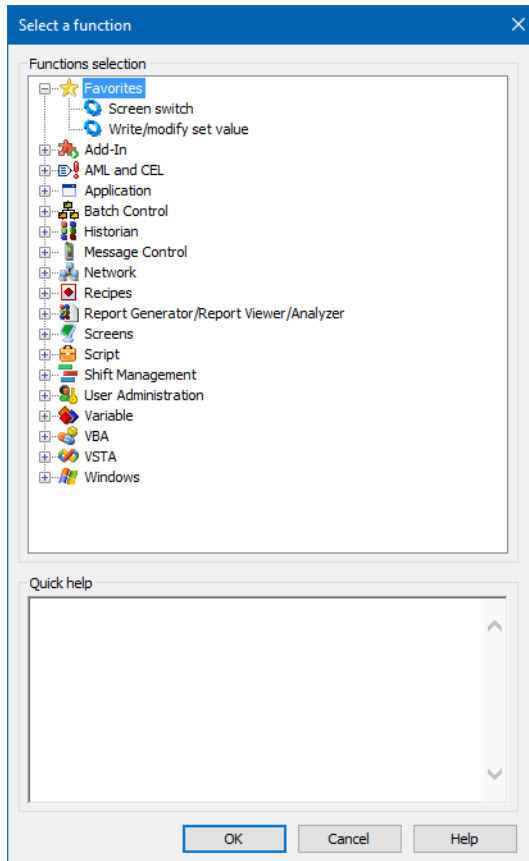 Select a function
Functions selection
Favorites
Screen switch
Write/modify set value
Add-In
AML and CEL
Application
Batch Control
Historian
Message Control
Network
Recipes
Report Generator/Report Viewer/Analyzer
Screens
Script
Shift Management
User Administration
Variable
VBA
VSTA
Windows
Quick help
OK Cancel Help